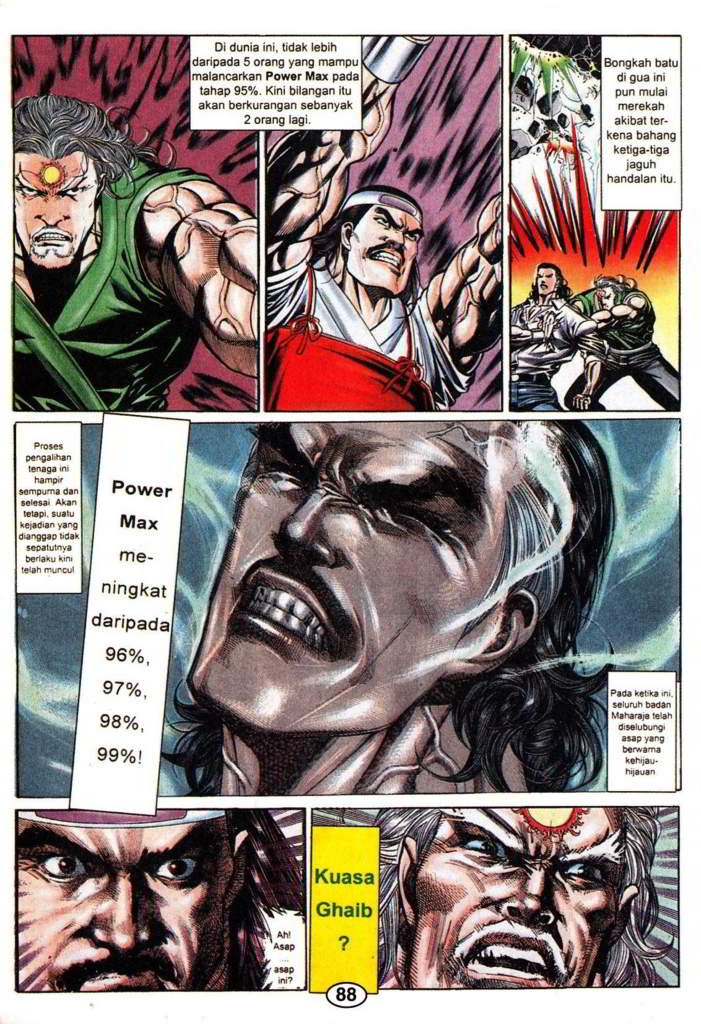 Di dunia ini, tidak lebih
daripada 5 orang yang mampu
malancarkan Power Max pada
tahap 95%. Kini bilangan itu
akan berkurangan sebanyak
2 orang lagi.
Bongkah batu
di gua ini
pun mulai
merekah
akibat ter-
kena bahang
ketiga-tiga
jaguh
handalan itu.
Proses
pengalihan
tenaga ini
hampir
sempurna dan
selesai. Akan
tetapi, suatu
kejadian yang
dianggap tidak
sepatutnya
berlaku kini
telah muncul
Power
Max
me-
ningkat
daripada
96%,
97%,
98%,
99%!
Pada ketika ini,
seluruh badan
Maharaja telah
diselubungi
asap yang
berwarna
kehijau-
hijauan
Ah!
Asap
...
asap
ini?
Kuasa
Ghaib
?
88